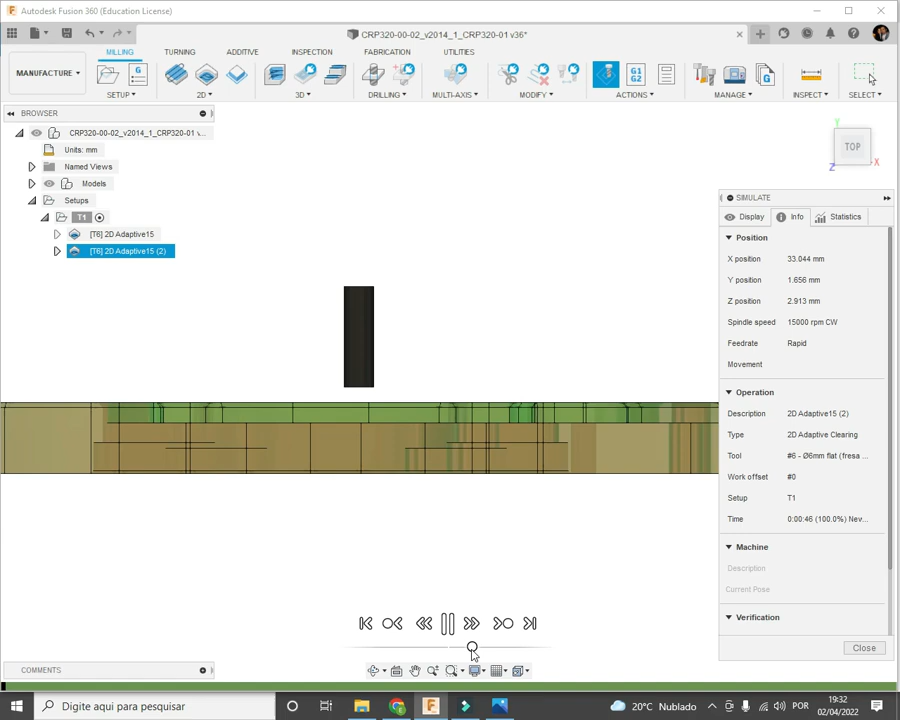 Autodesk Fusion 360 (Education License)
CRP320-00-02_v2014_1_CRP320-01 v36*
MILLING TURNING ADDITIVE INSPECTION FABRICATION UTILITIES
MANUFACTURE
G1
G2
SETUP 2D 3D DRILLING MULTI-AXIS MODIFY ACTIONS MANAGE INSPECT SELECT
BROWSER
CRP320-00-02_v2014_1_CRP320-01 v...
Units: mm
Named Views
Models
Setups
T1
[T6] 2D Adaptive15
[T6] 2D Adaptive15 (2)
Y
TOP
X
Z
SIMULATE
Display Info Statistics
Position
X position 33.044 mm
Y position 1.656 mm
Z position 2.913 mm
Spindle speed 15000 rpm CW
Feedrate Rapid
Movement
Operation
Description 2D Adaptive15 (2)
Type 2D Adaptive Clearing
Tool #6 - Ø6mm flat (fresa ...
Work offset #0
Setup T1
Time 0:00:46 (100.0%) Nev...
Machine
Description
Current Pose
Verification
Close
COMMENTS
Digite aqui para pesquisar
20°C Nublado
POR
19:32
02/04/2022